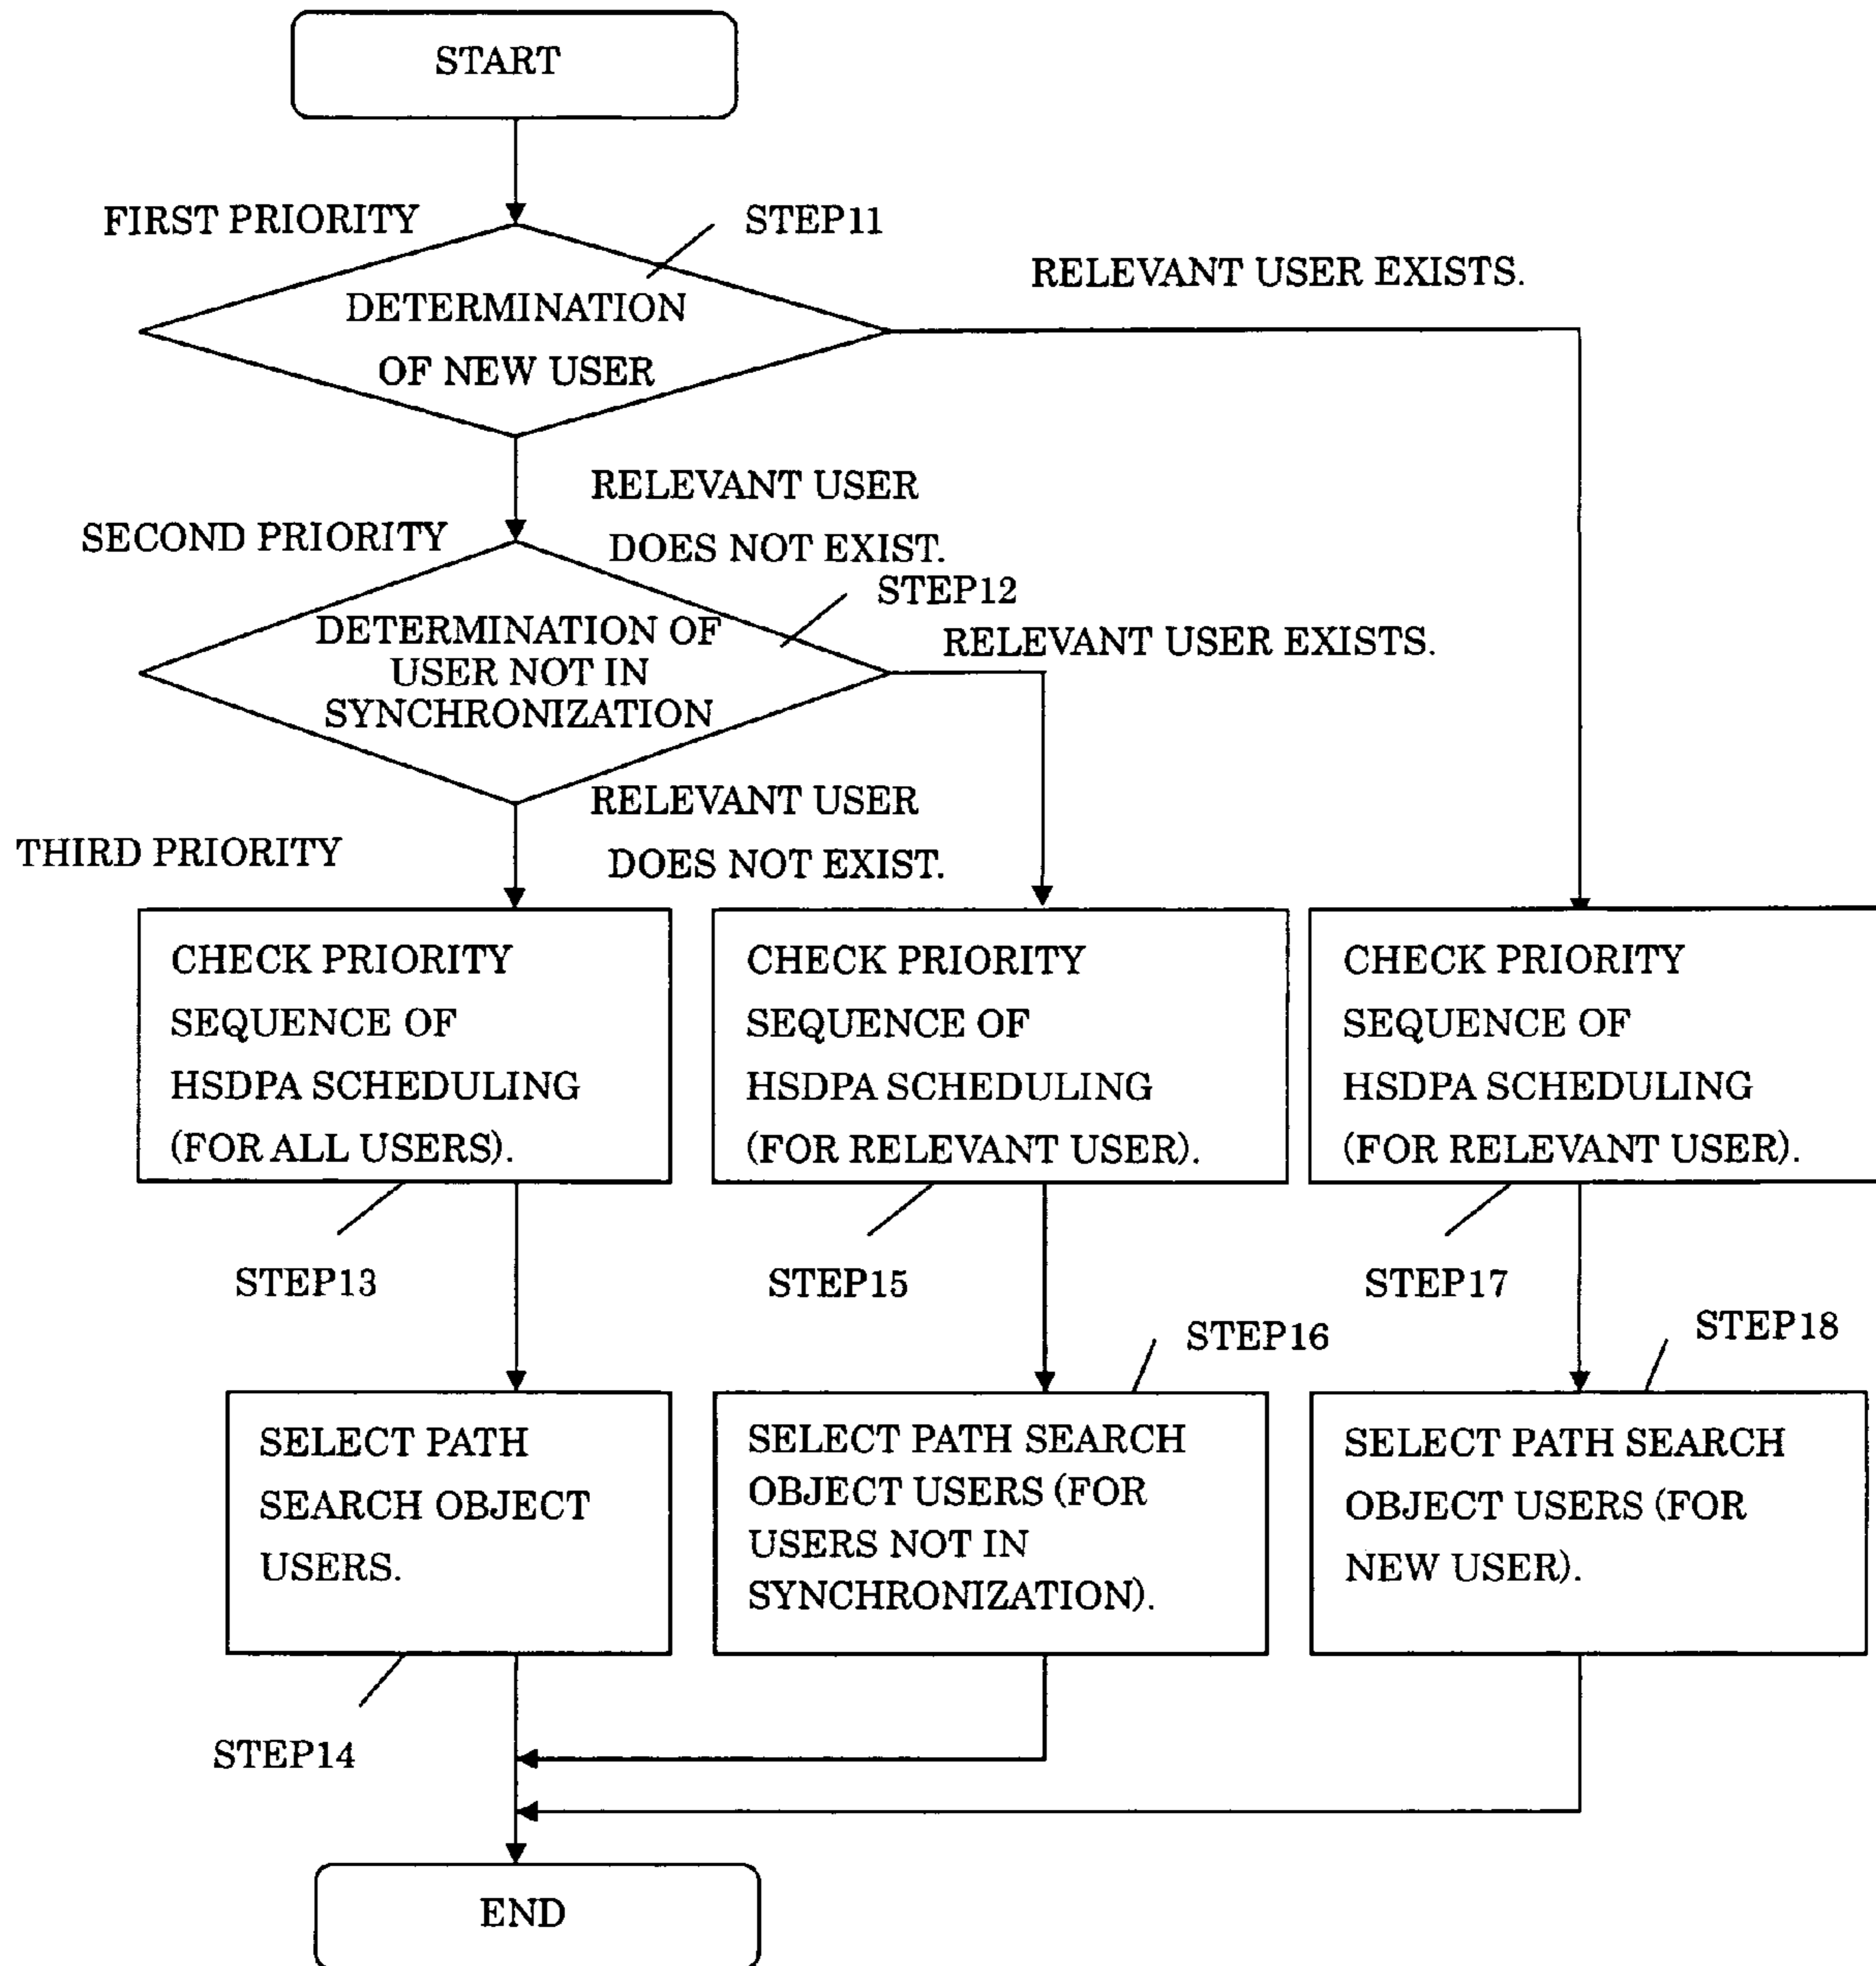 START
FIRST PRIORITY
STEP11
RELEVANT USER EXISTS.
DETERMINATION
OF NEW USER
RELEVANT USER
DOES NOT EXIST.
SECOND PRIORITY
STEP12
DETERMINATION OF
USER NOT IN
SYNCHRONIZATION
RELEVANT USER EXISTS.
RELEVANT USER
DOES NOT EXIST.
THIRD PRIORITY
CHECK PRIORITY
SEQUENCE OF
HSDPA SCHEDULING
(FOR ALL USERS).
CHECK PRIORITY
SEQUENCE OF
HSDPA SCHEDULING
(FOR RELEVANT USER).
CHECK PRIORITY
SEQUENCE OF
HSDPA SCHEDULING
(FOR RELEVANT USER).
STEP13
STEP15
STEP17
STEP16
STEP18
SELECT PATH
SEARCH OBJECT
USERS.
SELECT PATH SEARCH
OBJECT USERS (FOR
USERS NOT IN
SYNCHRONIZATION).
SELECT PATH SEARCH
OBJECT USERS (FOR
NEW USER).
STEP14
END